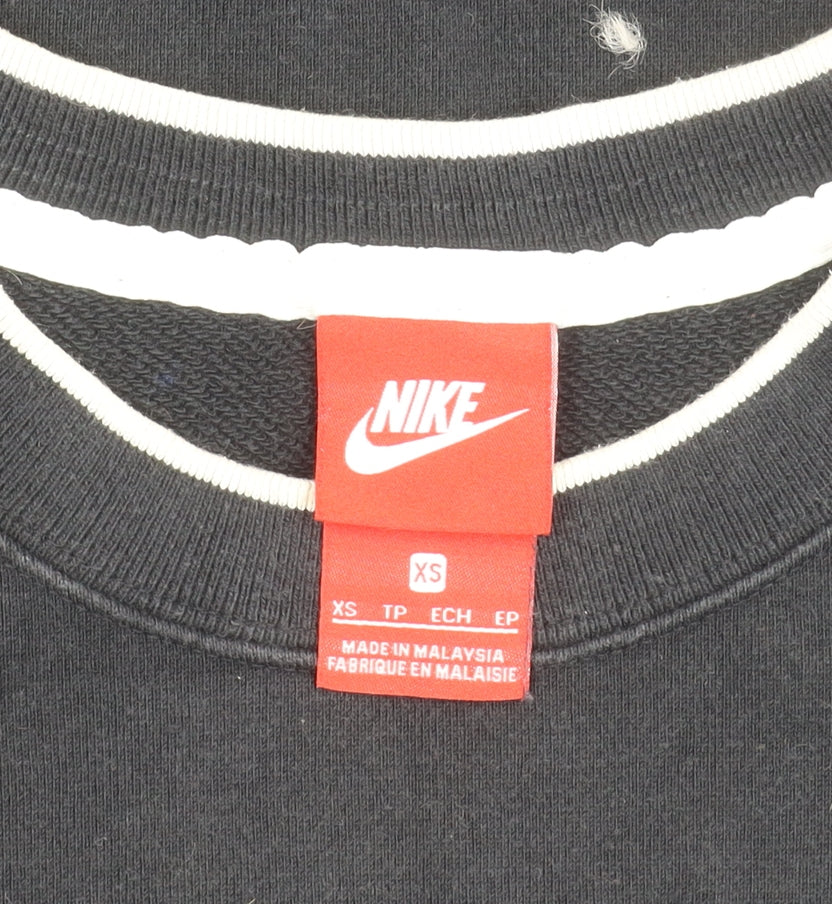 NIKE
XS
XS TP ECH EP
MADE IN MALAYSIA
FABRIQUE EN MALAISIE